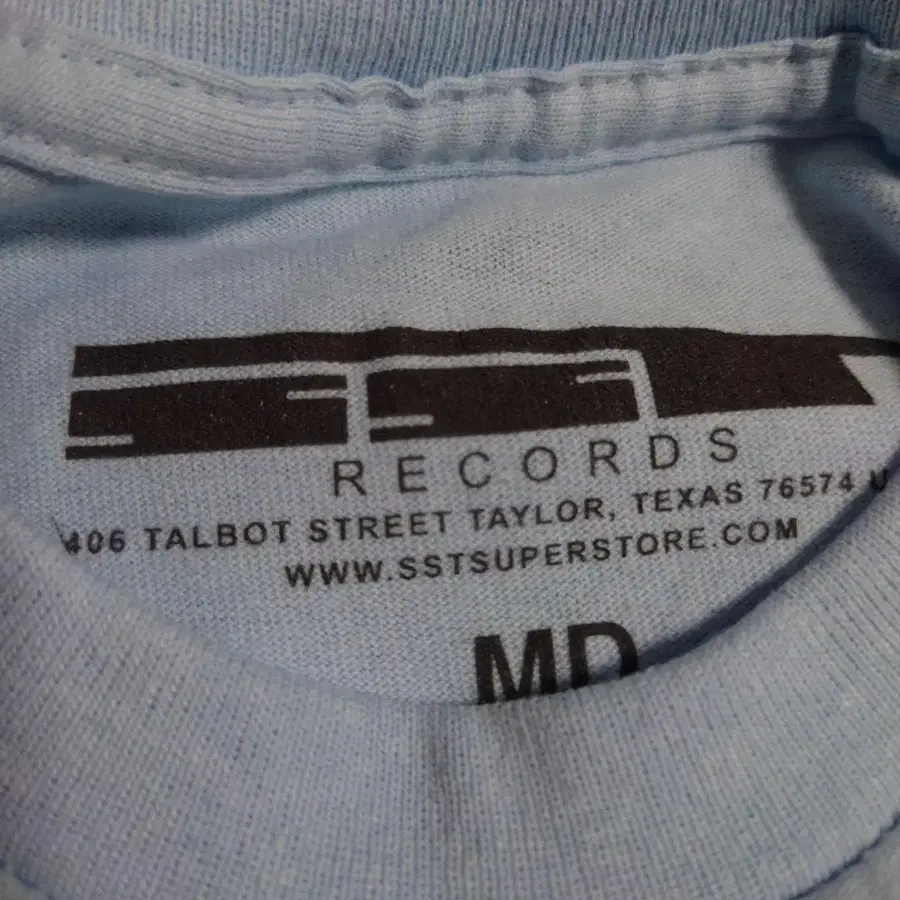 SST
RECORDS
406 TALBOT STREET TAYLOR, TEXAS 76574 U
WWW.SSTSUPERSTORE.COM
MD